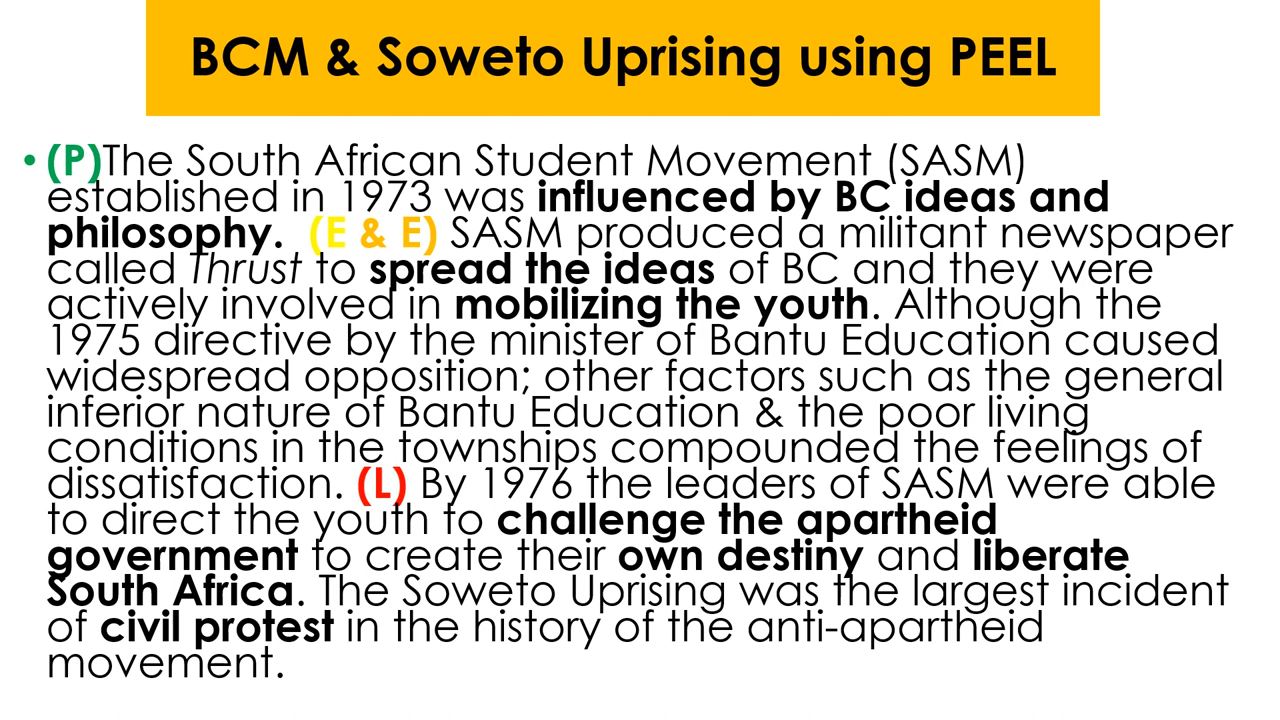 BCM & Soweto Uprising using PEEL
• (P)The South African Student Movement (SASM)
established in 1973 was influenced by BC ideas and
philosophy. (E & E) SASM produced a militant newspaper
called Thrust to spread the ideas of BC and they were
actively involved in mobilizing the youth. Although the
1975 directive by the minister of Bantu Education caused
widespread opposition; other factors such as the general
inferior nature of Bantu Education & the poor living
conditions in the townships compounded the feelings of
dissatisfaction. (L) By 1976 the leaders of SASM were able
to direct the youth to challenge the apartheid
government to create their own destiny and liberate
South Africa. The Soweto Uprising was the largest incident
of civil protest in the history of the anti-apartheid
movement.